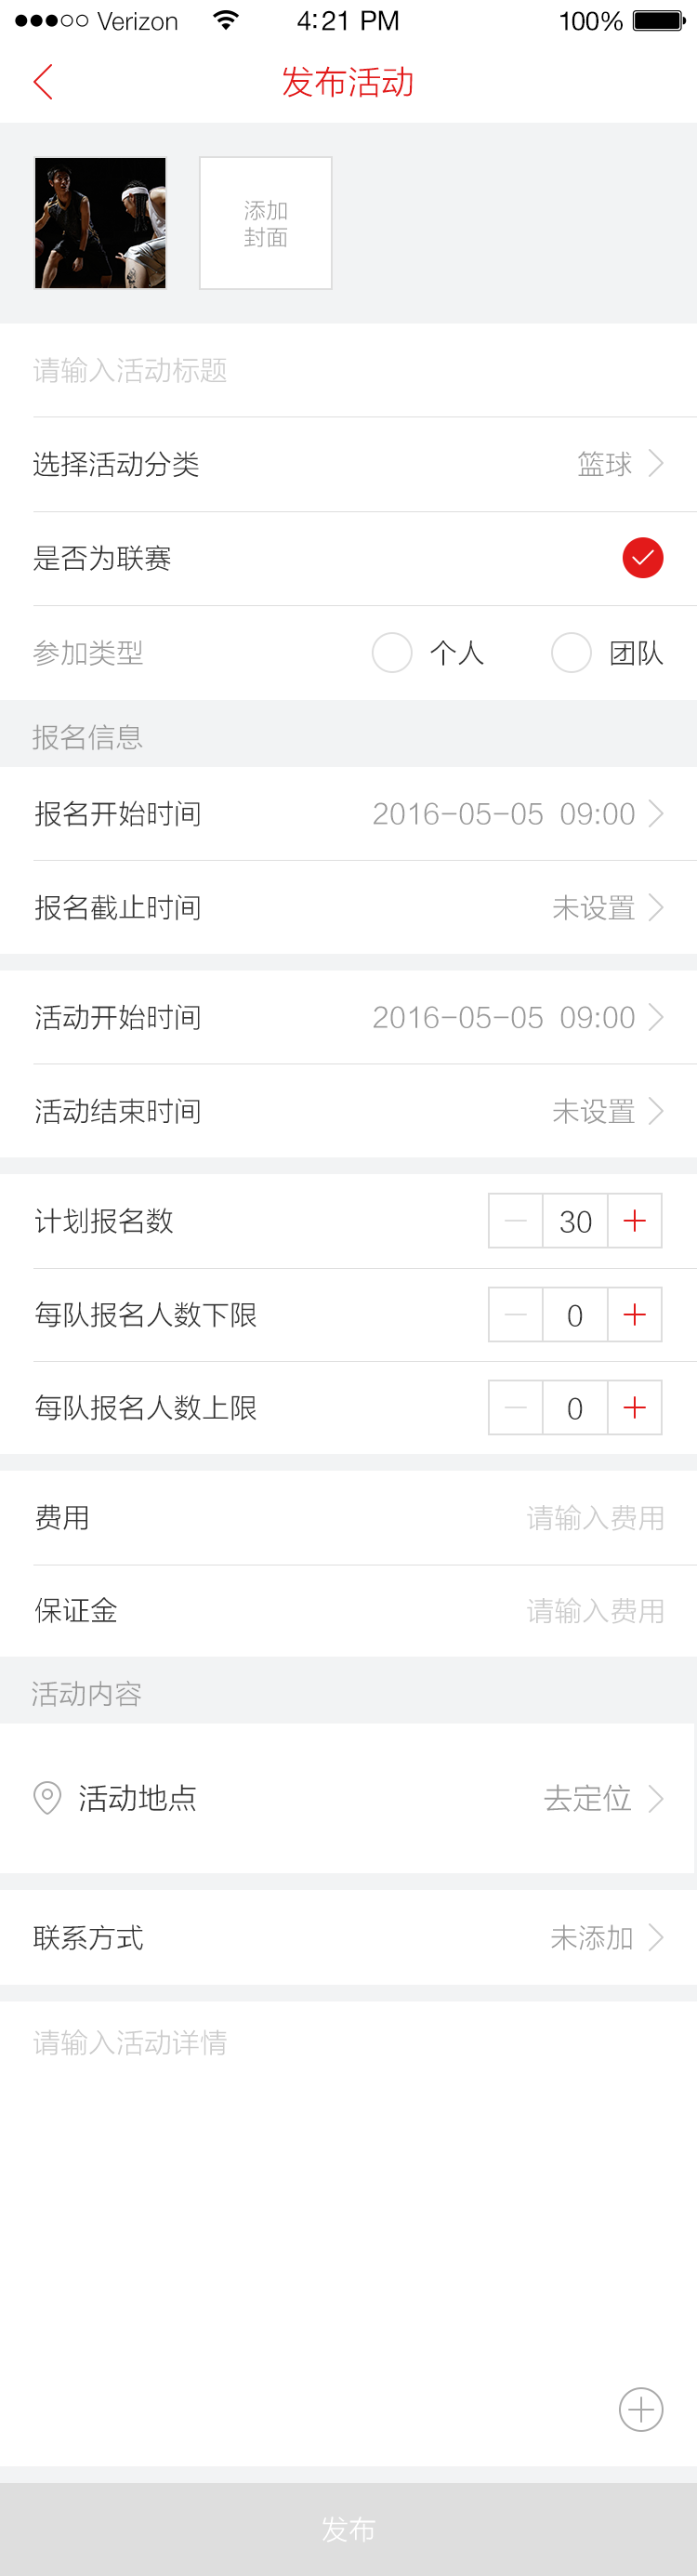 Verizon 4:21 PM 100%
发布活动
添加
封面
请输入活动标题
选择活动分类 篮球
是否为联赛
参加类型 个人 团队
报名信息
报名开始时间 2016-05-05 09:00
报名截止时间 未设置
活动开始时间 2016-05-05 09:00
活动结束时间 未设置
计划报名数 30
每队报名人数下限 0
每队报名人数上限 0
费用 请输入费用
保证金 请输入费用
活动内容
活动地点 去定位
联系方式 未添加
请输入活动详情
发布